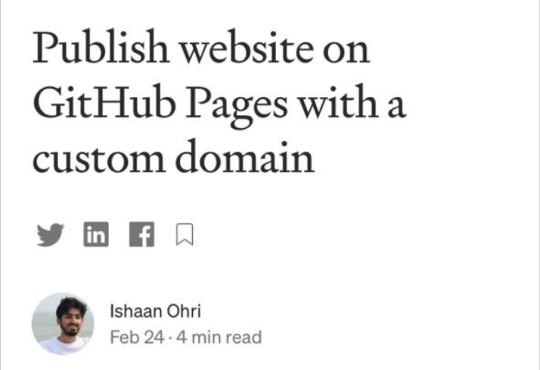 Publish website on
GitHub Pages with a
custom domain
in
f
Ishaan Ohri
Feb 24 · 4 min read